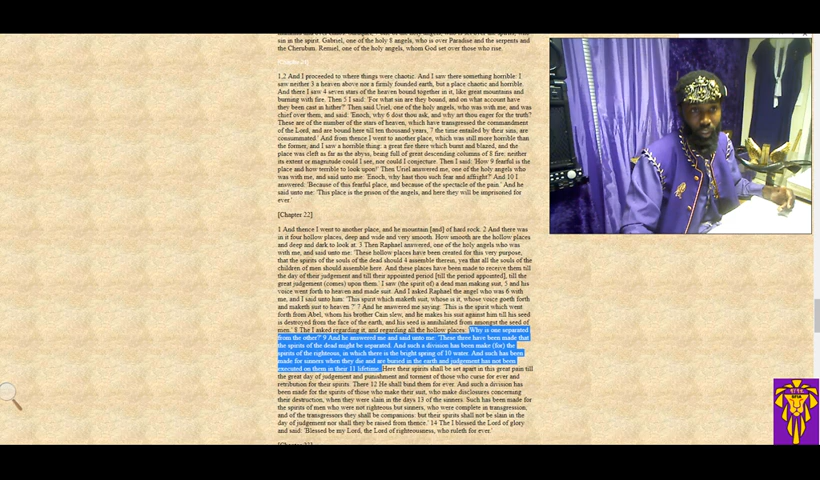 sin in the spirit. Gabriel, one of the holy 8 angels, who is over Paradise and the serpents and
the Cherubim. Remiel, one of the holy angels, whom God set over those who rise.
[Chapter 21]
1,2 And I proceeded to where things were chaotic. And I saw there something horrible: I
saw neither 3 a heaven above nor a firmly founded earth, but a place chaotic and horrible.
And there I saw 4 seven stars of the heaven bound together in it, like great mountains and
burning with fire. Then 5 I said: 'For what sin are they bound, and on what account have
they been cast in hither?' Then said Uriel, one of the holy angels, who was with me, and was
chief over them, and said: 'Enoch, why 6 dost thou ask, and why art thou eager for the truth?
These are of the number of the stars of heaven, which have transgressed the commandment
of the Lord, and are bound here till ten thousand years, 7 the time entailed by their sins, are
consummated.' And from thence I went to another place, which was still more horrible than
the former, and I saw a horrible thing: a great fire there which burnt and blazed, and the
place was cleft as far as the abyss, being full of great descending columns of 8 fire: neither
its extent or magnitude could I see, nor could I conjecture. Then I said: 'How 9 fearful is the
place and how terrible to look upon!' Then Uriel answered me, one of the holy angels who
was with me, and said unto me: 'Enoch, why hast thou such fear and affright?' And 10 I
answered: 'Because of this fearful place, and because of the spectacle of the pain.' And he
said unto me: 'This place is the prison of the angels, and here they will be imprisoned for
ever.'
[Chapter 22]
1 And thence I went to another place, and he mountain [and] of hard rock. 2 And there was
in it four hollow places, deep and wide and very smooth. How smooth are the hollow places
and deep and dark to look at. 3 Then Raphael answered, one of the holy angels who was
with me, and said unto me: 'These hollow places have been created for this very purpose,
that the spirits of the souls of the dead should 4 assemble therein, yea that all the souls of the
children of men should assemble here. And these places have been made to receive them till
the day of their judgement and till their appointed period [till the period appointed], till the
great judgement (comes) upon them.' I saw (the spirit of) a dead man making suit, 5 and his
voice went forth to heaven and made suit. And I asked Raphael the angel who was 6 with
me, and I said unto him: 'This spirit which maketh suit, whose is it, whose voice goeth forth
and maketh suit to heaven?' 7 And he answered me saying: 'This is the spirit which went
forth from Abel, whom his brother Cain slew, and he makes his suit against him till his seed
is destroyed from the face of the earth, and his seed is annihilated from amongst the seed of
men.' 8 The I asked regarding it, and regarding all the hollow places: 'Why is one separated
from the other?' 9 And he answered me and said unto me: 'These three have been made that
the spirits of the dead might be separated. And such a division has been make (for) the
spirits of the righteous, in which there is the bright spring of 10 water. And such has been
made for sinners when they die and are buried in the earth and judgement has not been
executed on them in their 11 lifetime. Here their spirits shall be set apart in this great pain till
the great day of judgement and punishment and torment of those who curse for ever and
retribution for their spirits. There 12 He shall bind them for ever. And such a division has
been made for the spirits of those who make their suit, who make disclosures concerning
their destruction, when they were slain in the days 13 of the sinners. Such has been made for
the spirits of men who were not righteous but sinners, who were complete in transgression,
and of the transgressors they shall be companions: but their spirits shall not be slain in the
day of judgement nor shall they be raised from thence.' 14 The I blessed the Lord of glory
and said: 'Blessed be my Lord, the Lord of righteousness, who ruleth for ever.'